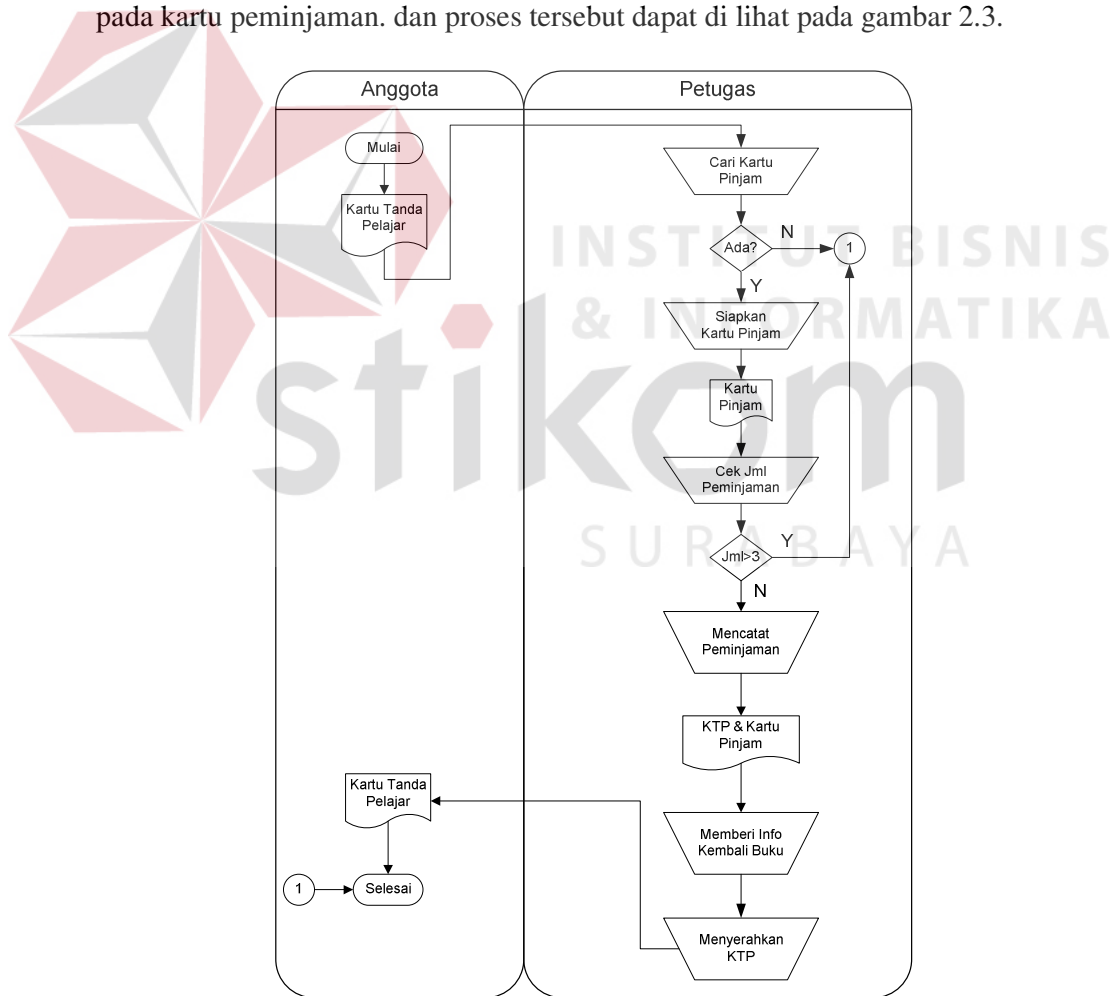 pada kartu peminjaman. dan proses tersebut dapat di lihat pada gambar 2.3.
Anggota
Petugas
Mulai
Kartu Tanda
Pelajar
Cari Kartu
Pinjam
Ada?
N
1
Y
Siapkan
Kartu Pinjam
Kartu
Pinjam
Cek Jml
Peminjaman
Jml>3
Y
N
Mencatat
Peminjaman
KTP & Kartu
Pinjam
Memberi Info
Kembali Buku
Menyerahkan
KTP
Kartu Tanda
Pelajar
1
Selesai
INSTITUT BISNIS
& INFORMATIKA
stikom
SURABAYA